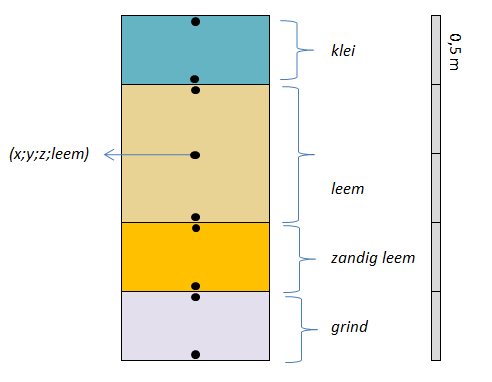 klei
0,5 m
(x;y;z;leem)
leem
zandig leem
grind